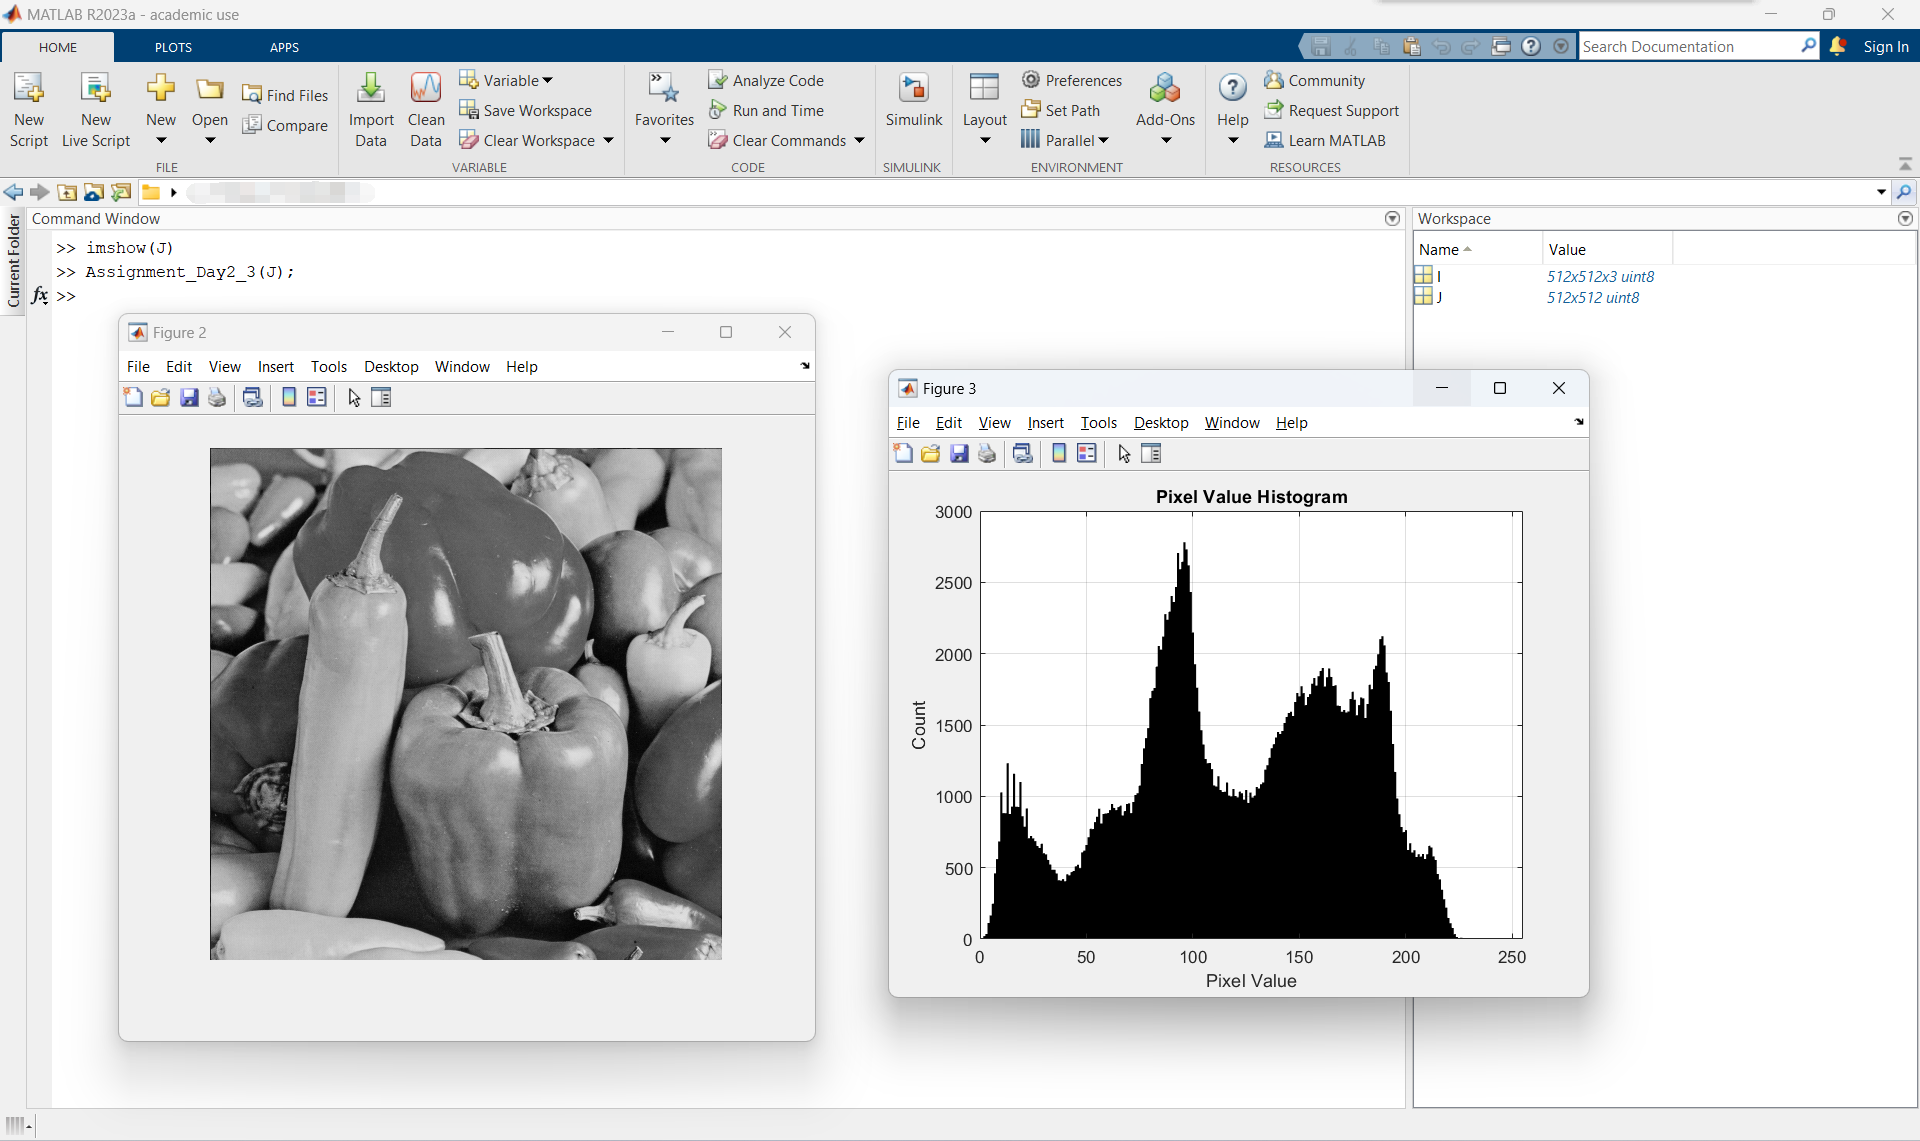 MATLAB R2023a - academic use
HOME PLOTS APPS
Search Documentation
Sign In
New Script
New Live Script
New
Open
Find Files
Compare
FILE
Import Data
Clean Data
Variable
Save Workspace
Clear Workspace
VARIABLE
Favorites
Analyze Code
Run and Time
Clear Commands
CODE
Simulink
SIMULINK
Layout
Preferences
Set Path
Parallel
Add-Ons
ENVIRONMENT
Help
Community
Request Support
Learn MATLAB
RESOURCES
Current Folder
Command Window
>> imshow(J)
>> Assignment_Day2_3(J);
fx >>
Workspace
Name Value
I 512x512x3 uint8
J 512x512 uint8
Figure 2
File Edit View Insert Tools Desktop Window Help
Figure 3
File Edit View Insert Tools Desktop Window Help
Pixel Value Histogram
3000
2500
2000
1500
1000
500
0
Count
0 50 100 150 200 250
Pixel Value